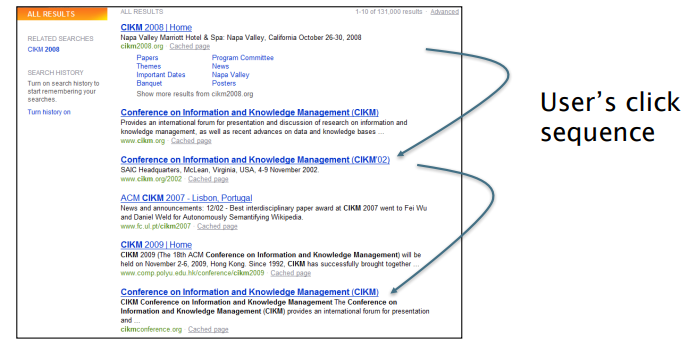 ALL RESULTS
ALL RESULTS
1-10 of 131,000 results · Advanced
RELATED SEARCHES
CIKM 2008
SEARCH HISTORY
Turn on search history to
start remembering your
searches.
Turn history on
CIKM 2008 | Home
Napa Valley Marriott Hotel & Spa: Napa Valley, California October 26-30, 2008
cikm2008.org · Cached page
Papers
Program Committee
Themes
News
Important Dates
Napa Valley
Banquet
Posters
Show more results from cikm2008.org
Conference on Information and Knowledge Management (CIKM)
Provides an international forum for presentation and discussion of research on information and
knowledge management, as well as recent advances on data and knowledge bases ...
www.cikm.org · Cached page
Conference on Information and Knowledge Management (CIKM'02)
SAIC Headquarters, McLean, Virginia, USA, 4-9 November 2002.
www.cikm.org/2002 · Cached page
ACM CIKM 2007 - Lisbon, Portugal
News and announcements: 12/02 - Best interdisciplinary paper award at CIKM 2007 went to Fei Wu
and Daniel Weld for Autonomously Semantifying Wikipedia.
www.fc.ul.pt/cikm2007 · Cached page
CIKM 2009 | Home
CIKM 2009 (The 18th ACM Conference on Information and Knowledge Management) will be
held on November 2-6, 2009, Hong Kong. Since 1992, CIKM has successfully brought together ...
www.comp.polyu.edu.hk/conference/cikm2009 · Cached page
Conference on Information and Knowledge Management (CIKM)
CIKM Conference on Information and Knowledge Management The Conference on
Information and Knowledge Management (CIKM) provides an international forum for presentation
and ...
cikmconference.org · Cached page
User's click
sequence